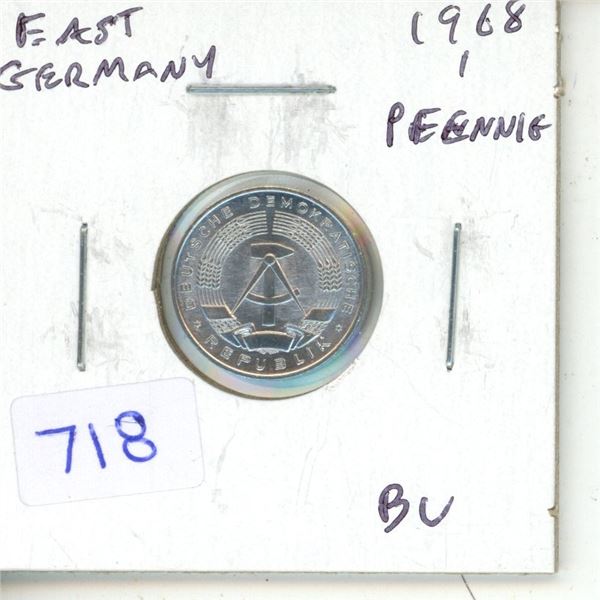 EAST
GERMANY
1968
1
PFENNIG
DEUTSCHE DEMOKRATISCHE
REPUBLIK
718
BU